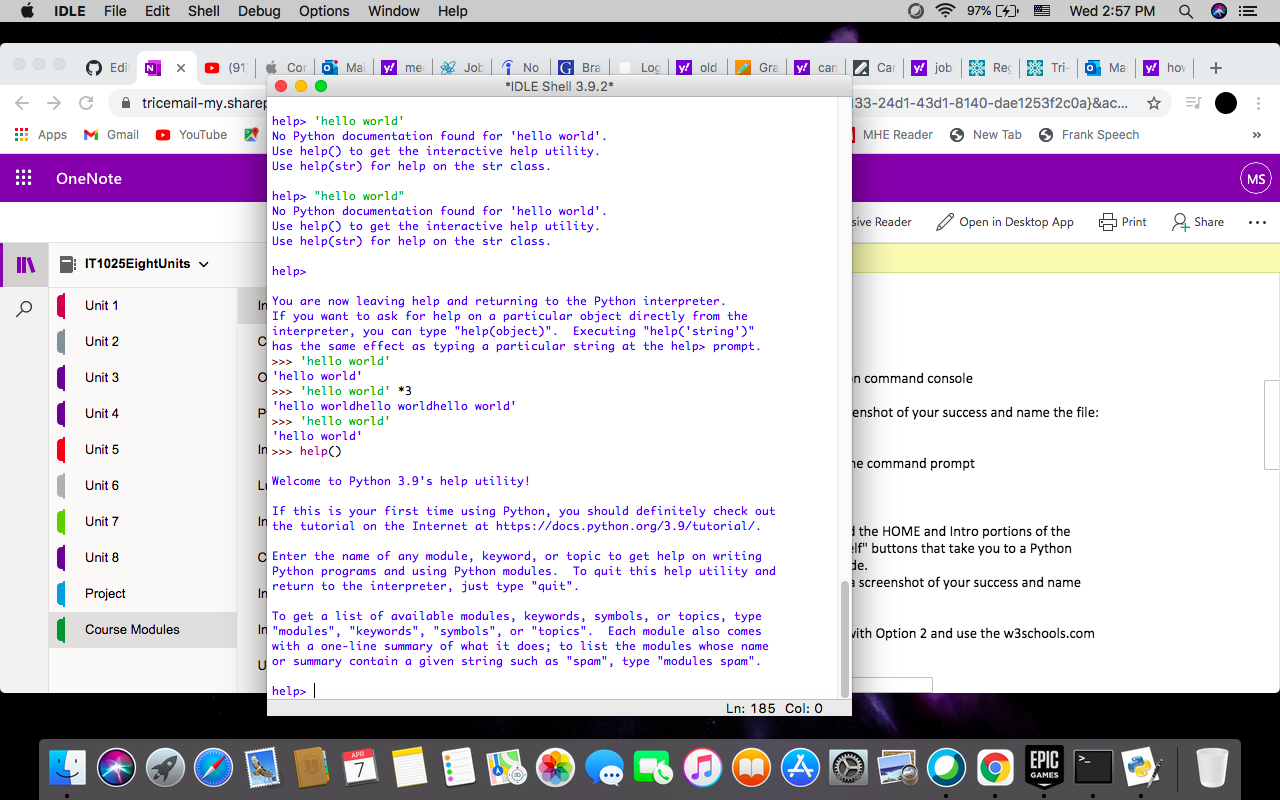 IDLE File Edit Shell Debug Options Window Help 97% Wed 2:57 PM
Edi (91 Cor Mai me Job No Bra Log old Gra can Car job Reg Tri- Mai how
*IDLE Shell 3.9.2*
tricemail-my.sharep 33-24d1-43d1-8140-dae1253f2c0a}&ac...
Apps Gmail YouTube MHE Reader New Tab Frank Speech »
OneNote MS
sive Reader Open in Desktop App Print Share
IT1025EightUnits
Unit 1
Unit 2
Unit 3
Unit 4
Unit 5
Unit 6
Unit 7
Unit 8
Project
Course Modules
help> 'hello world'
No Python documentation found for 'hello world'.
Use help() to get the interactive help utility.
Use help(str) for help on the str class.
help> "hello world"
No Python documentation found for 'hello world'.
Use help() to get the interactive help utility.
Use help(str) for help on the str class.
help>
You are now leaving help and returning to the Python interpreter.
If you want to ask for help on a particular object directly from the
interpreter, you can type "help(object)".  Executing "help('string')"
has the same effect as typing a particular string at the help> prompt.
>>> 'hello world'
'hello world'
>>> 'hello world' *3
'hello worldhello worldhello world'
>>> 'hello world'
'hello world'
>>> help()
Welcome to Python 3.9's help utility!
If this is your first time using Python, you should definitely check out
the tutorial on the Internet at https://docs.python.org/3.9/tutorial/.
Enter the name of any module, keyword, or topic to get help on writing
Python programs and using Python modules.  To quit this help utility and
return to the interpreter, just type "quit".
To get a list of available modules, keywords, symbols, or topics, type
"modules", "keywords", "symbols", or "topics".  Each module also comes
with a one-line summary of what it does; to list the modules whose name
or summary contain a given string such as "spam", type "modules spam".
help>
Ln: 185 Col: 0
n command console
enshot of your success and name the file:
he command prompt
d the HOME and Intro portions of the
elf" buttons that take you to a Python
de.
a screenshot of your success and name
with Option 2 and use the w3schools.com
APR
7
3D
EPIC
GAMES
>_